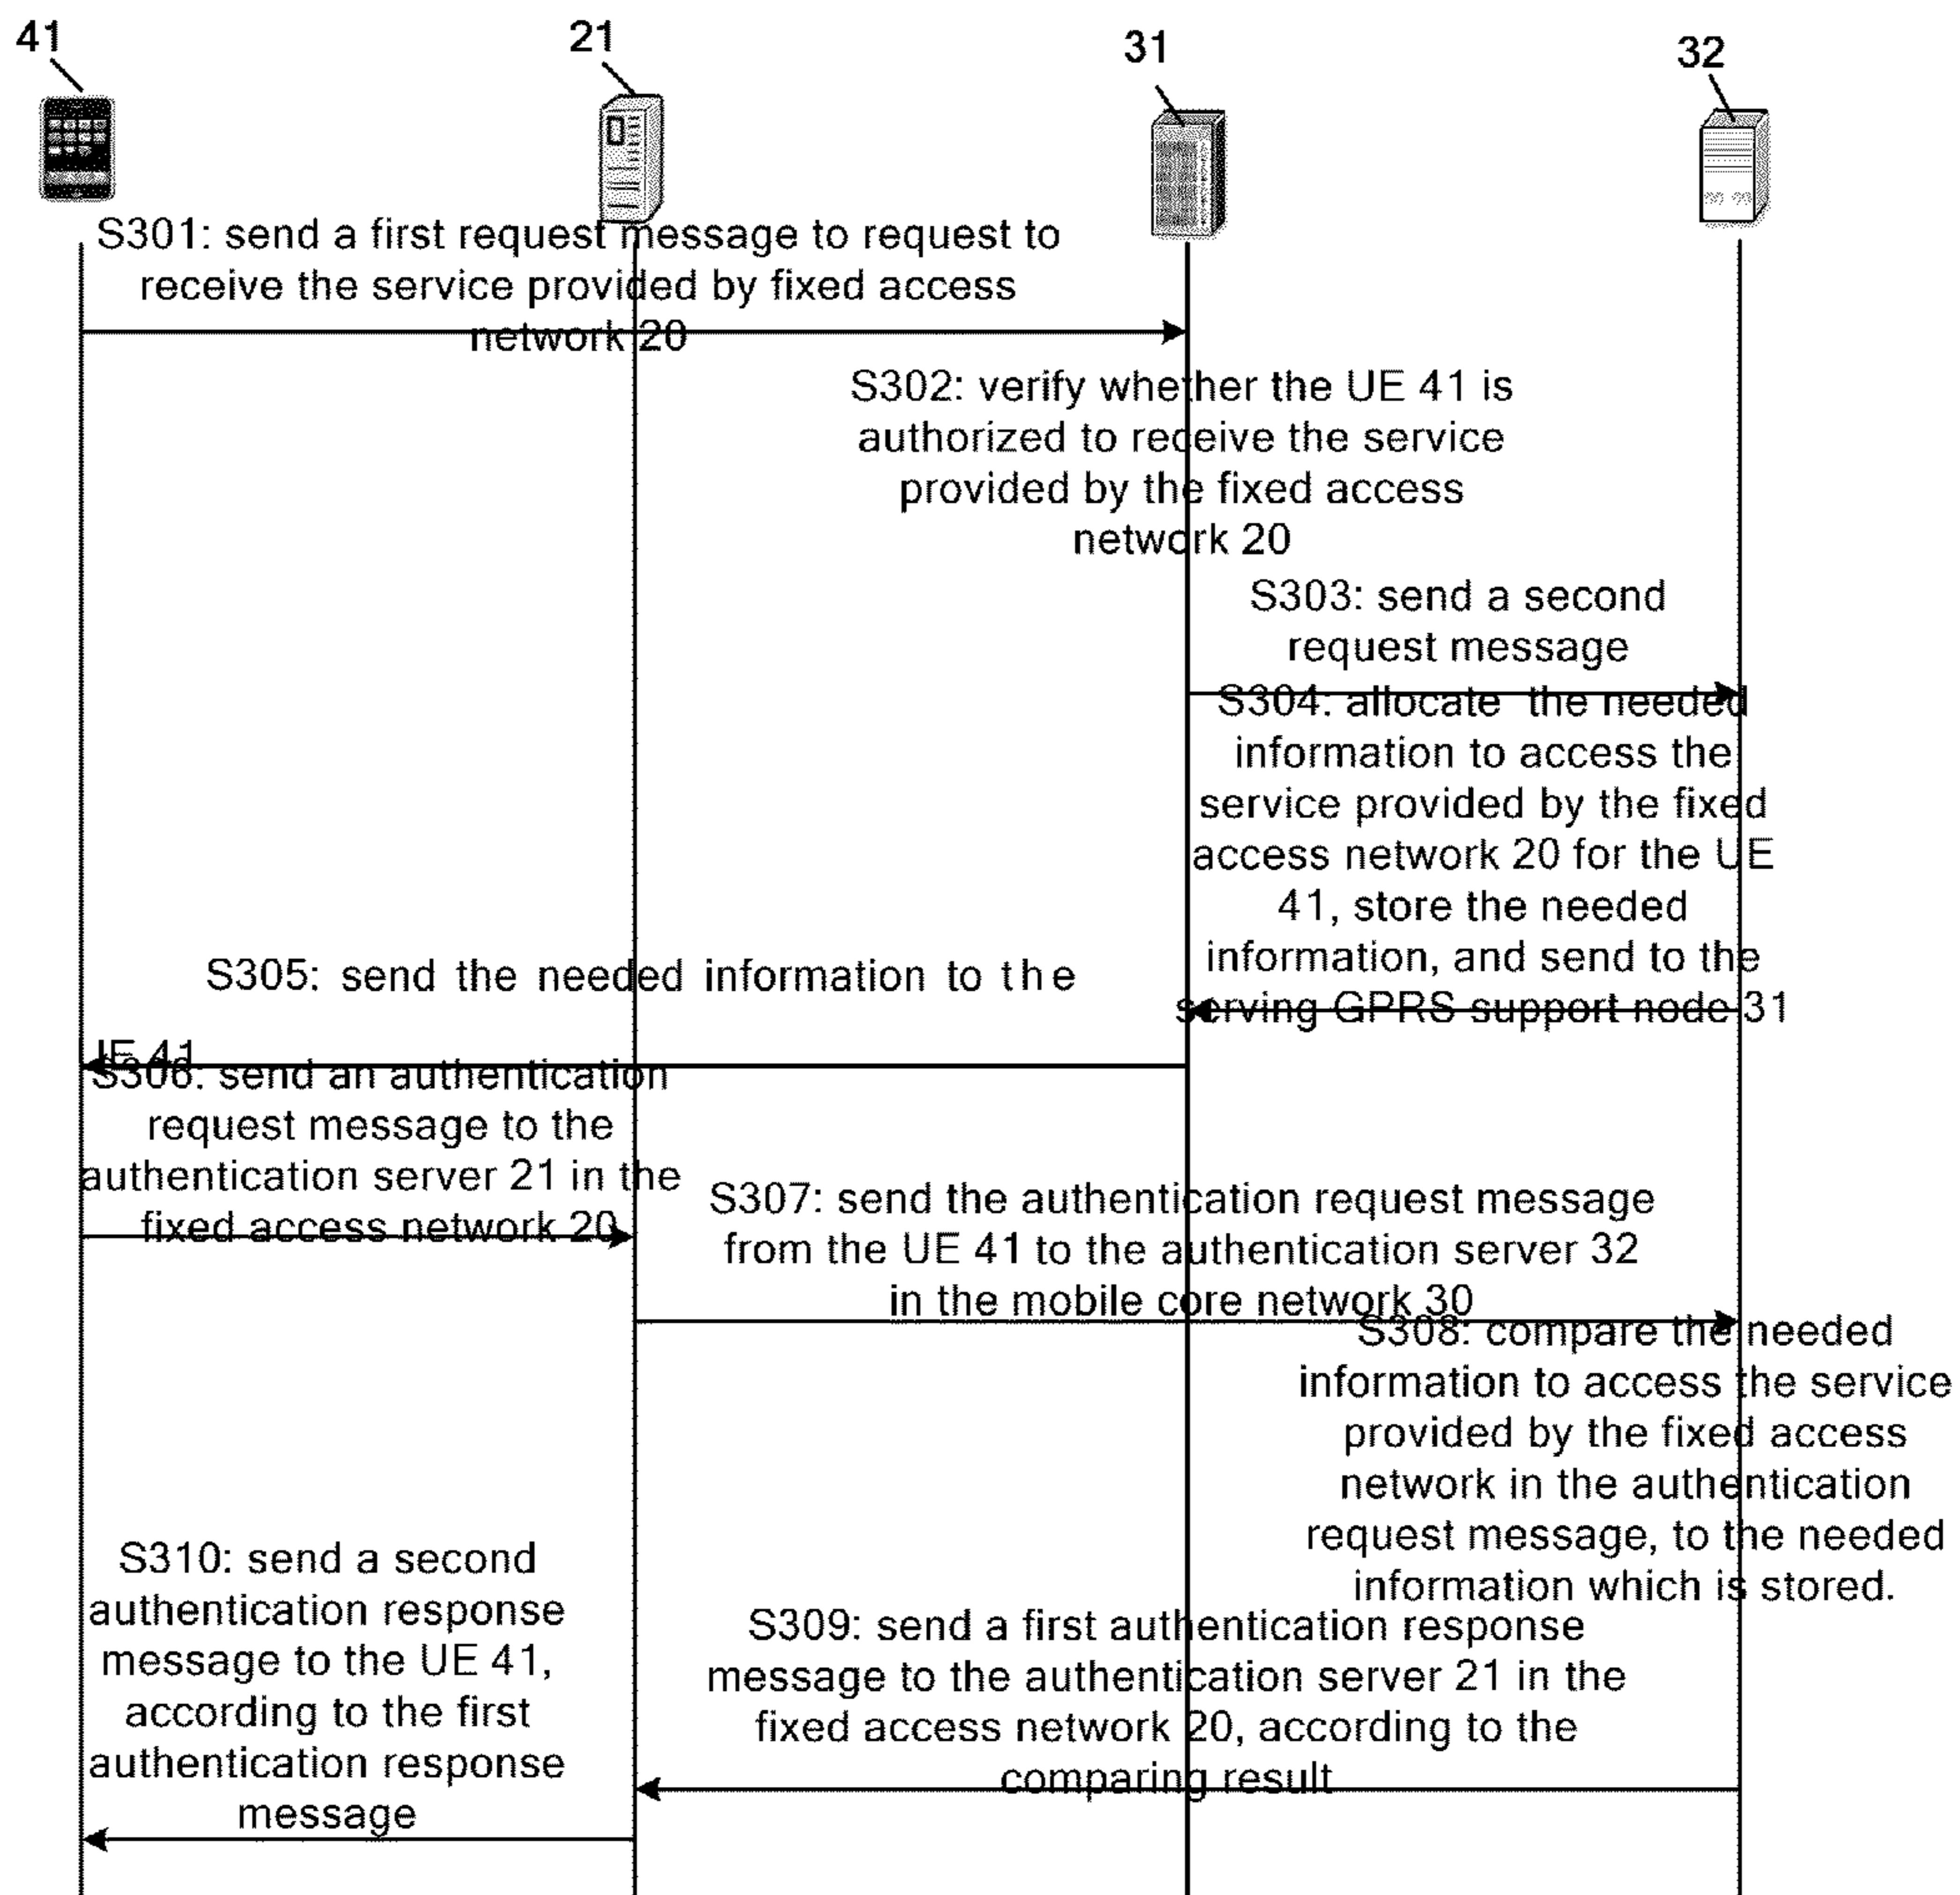 41
21
31
32
S301: send a first request message to request to
receive the service provided by fixed access
network 20
S302: verify whether the UE 41 is
authorized to receive the service
provided by the fixed access
network 20
S303: send a second
request message
S304: allocate the needed
information to access the
service provided by the fixed
access network 20 for the UE
41, store the needed
information, and send to the
serving GPRS support node 31
S305: send the needed information to the
UE 41
S306: send an authentication
request message to the
authentication server 21 in the
fixed access network 20
S307: send the authentication request message
from the UE 41 to the authentication server 32
in the mobile core network 30
S308: compare the needed
information to access the service
provided by the fixed access
network in the authentication
request message, to the needed
information which is stored.
S309: send a first authentication response
message to the authentication server 21 in the
fixed access network 20, according to the
comparing result
S310: send a second
authentication response
message to the UE 41,
according to the first
authentication response
message